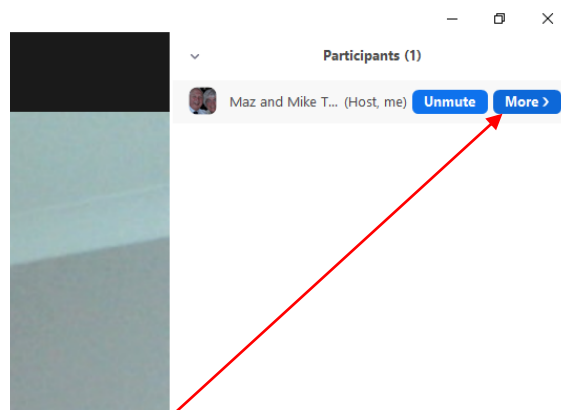 Participants (1)
Maz and Mike T... (Host, me) Unmute More >